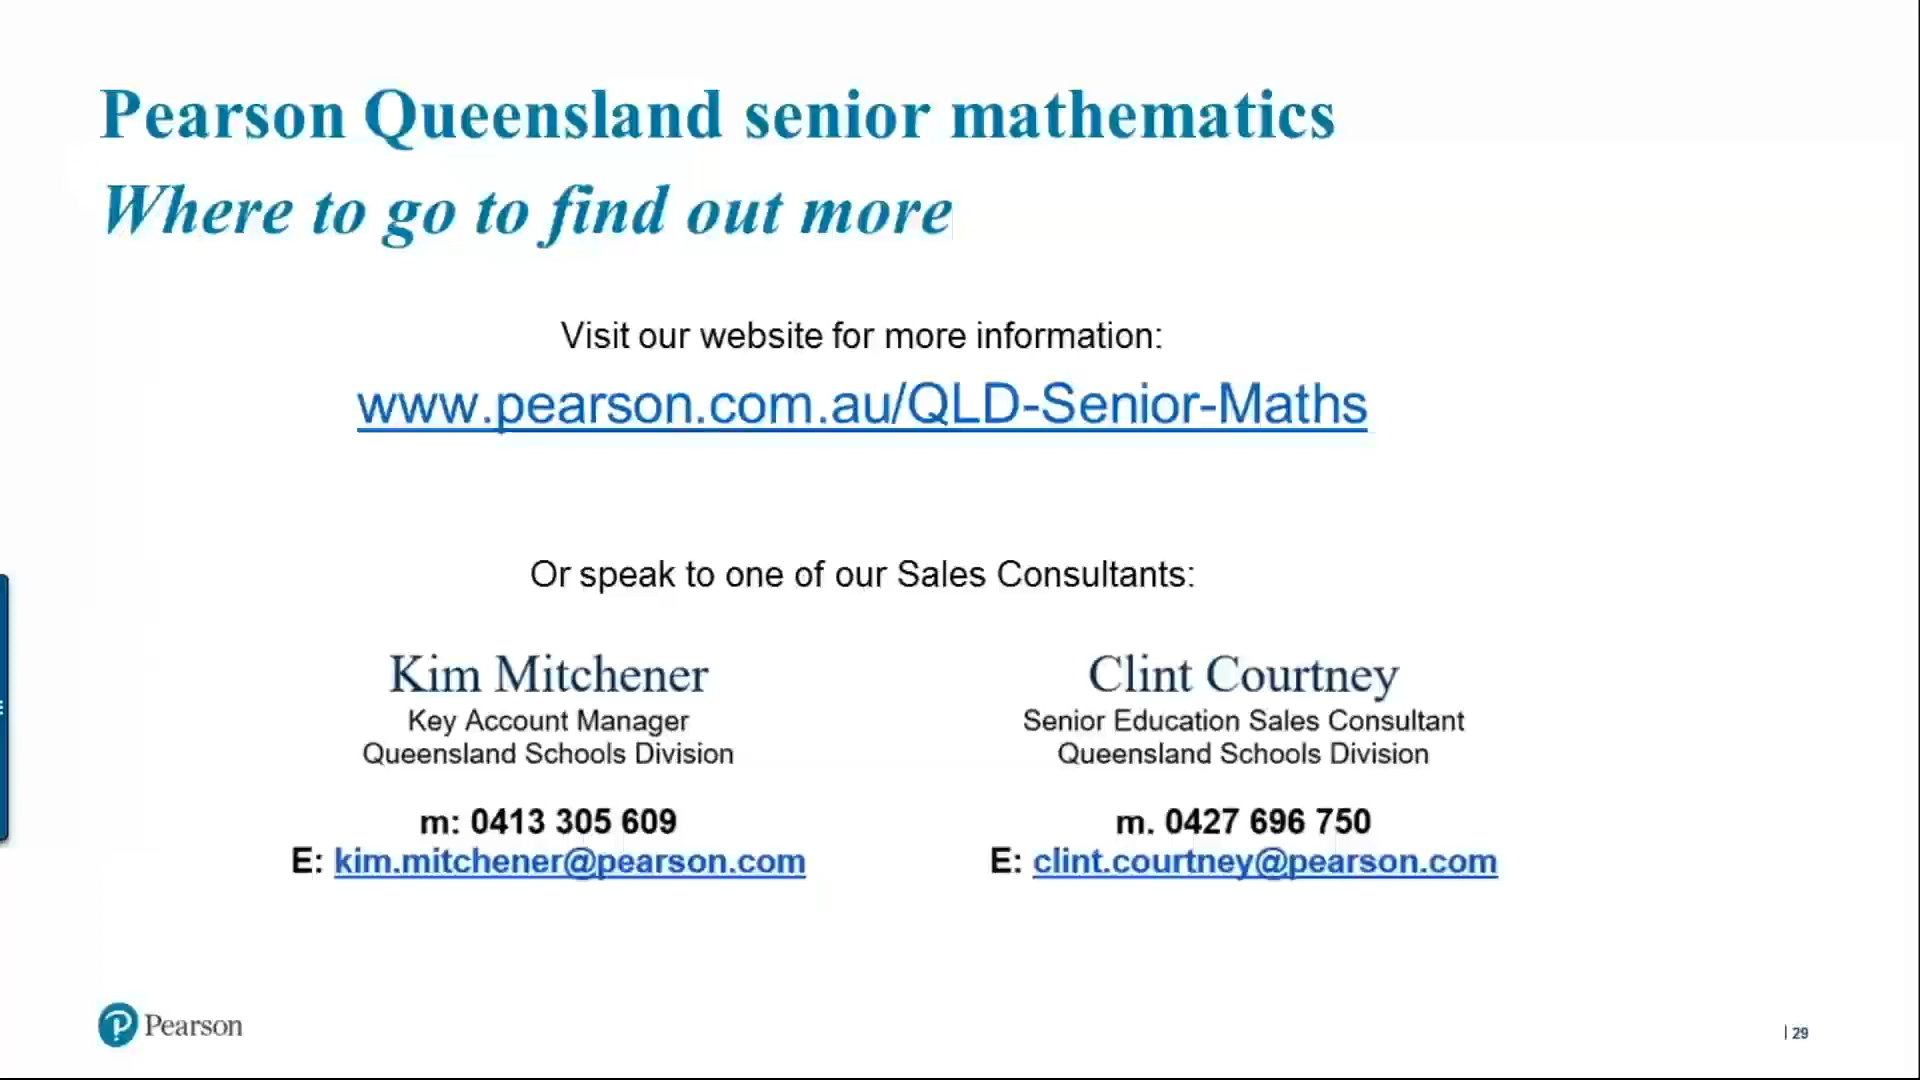 Pearson Queensland senior mathematics
Where to go to find out more
Visit our website for more information:
www.pearson.com.au/QLD-Senior-Maths
Or speak to one of our Sales Consultants:
Kim Mitchener
Key Account Manager
Queensland Schools Division
m: 0413 305 609
E: kim.mitchener@pearson.com
Clint Courtney
Senior Education Sales Consultant
Queensland Schools Division
m. 0427 696 750
E: clint.courtney@pearson.com
Pearson
| 29